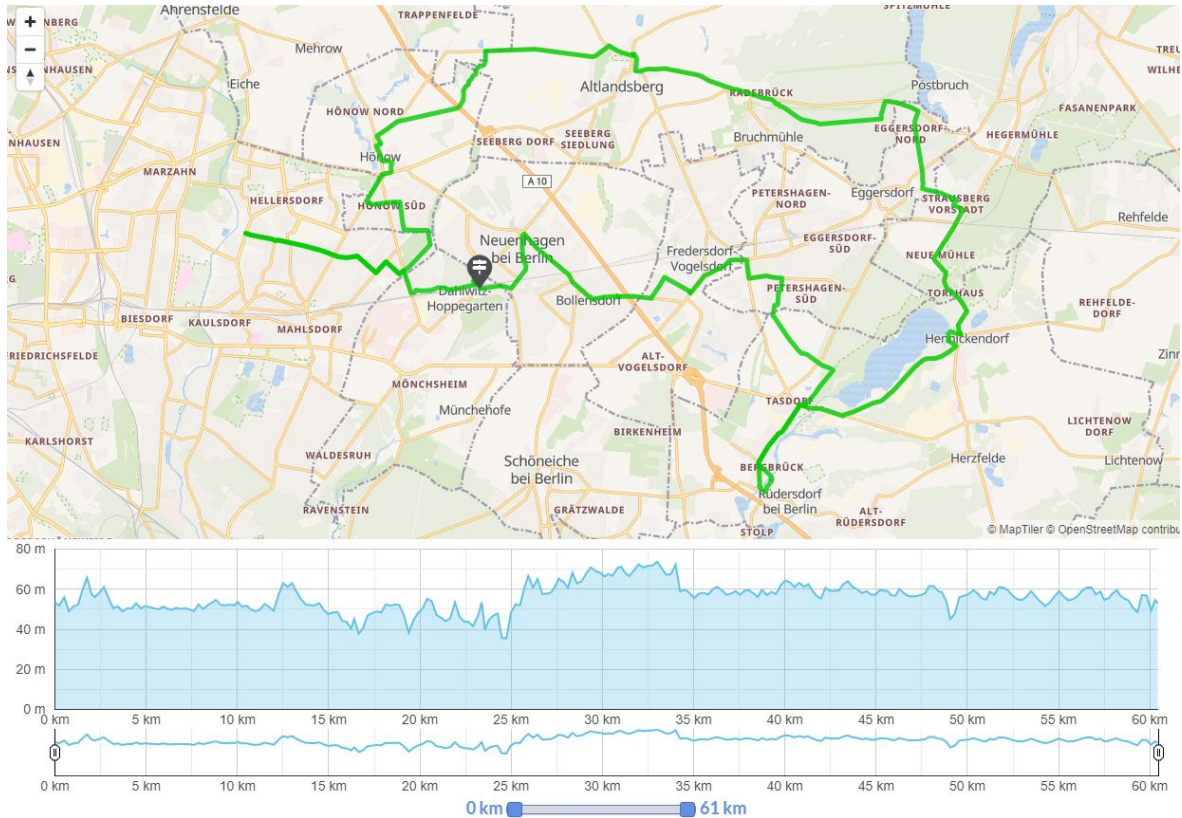 +
−
TRAPPENFELDE
SPITZMÜHLE
Ahrensfelde
Mehrow
Eiche
Altlandsberg
RADEBRÜCK
Postbruch
FASANENPARK
HÖNOW NORD
NHAUSEN
SEEBERG DORF
SEEBERG
SIEDLUNG
Bruchmühle
EGGERSDORF-
NORD
HEGERMÜHLE
Hönow
MARZAHN
A 10
PETERSHAGEN-
NORD
Eggersdorf
HELLERSDORF
HÖNOW SÜD
STRAUSBERG
VORSTADT
Rehfelde
Neuenhagen
bei Berlin
Fredersdorf-
Vogelsdorf
EGGERSDORF-
SÜD
NEUE MÜHLE
Dahlwitz-
Hoppegarten
Bollensdorf
PETERSHAGEN-
SÜD
TORFHAUS
REHFELDE-
DORF
BIESDORF
KAULSDORF
MAHLSDORF
Hennickendorf
FRIEDRICHSFELDE
ALT-
VOGELSDORF
MÖNCHSHEIM
Münchehofe
TASDORF
LICHTENOW
DORF
KARLSHORST
WALDESRUH
BIRKENHEIM
Schöneiche
bei Berlin
BERGBRÜCK
Herzfelde
Lichtenow
RAVENSTEIN
GRÄTZWALDE
Rüdersdorf
bei Berlin
ALT-
RÜDERSDORF
STOLP
© MapTiler © OpenStreetMap contribu
80 m
60 m
40 m
20 m
0 m
0 km 5 km 10 km 15 km 20 km 25 km 30 km 35 km 40 km 45 km 50 km 55 km 60 km
0 km 5 km 10 km 15 km 20 km 25 km 30 km 35 km 40 km 45 km 50 km 55 km 60 km
0 km 61 km